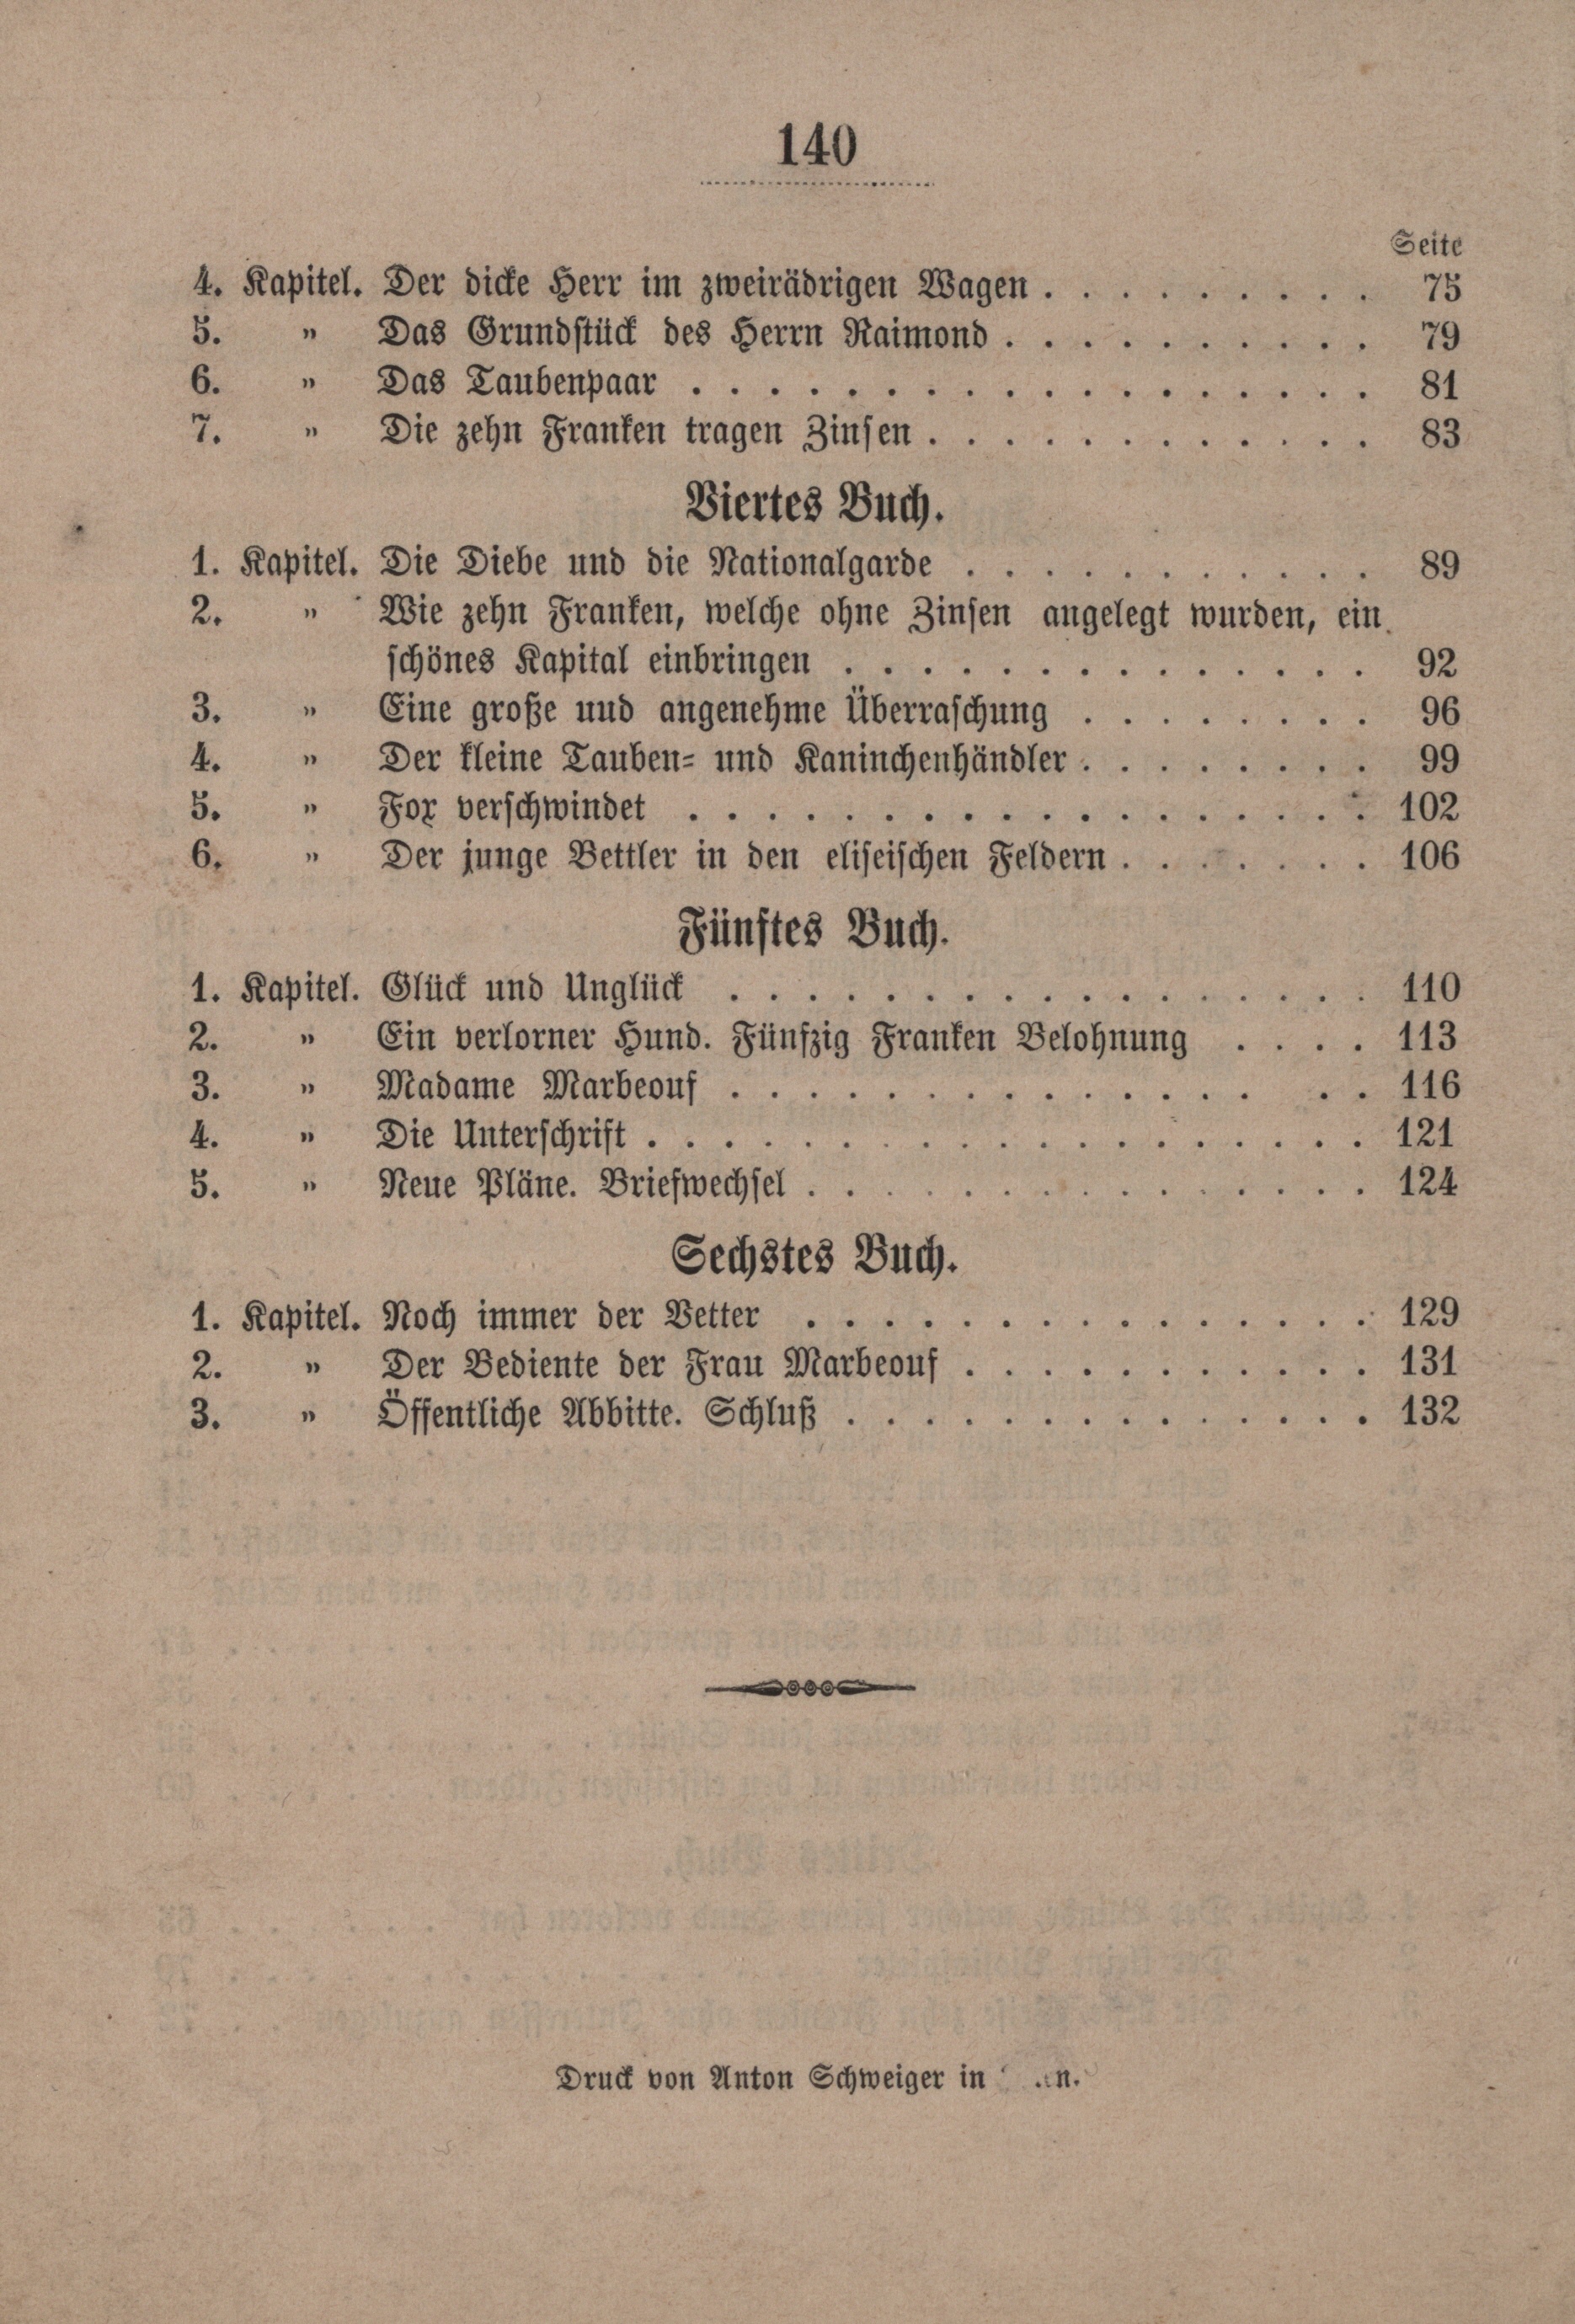 140
Seite
4. Kapitel. Der dicke Herr im zweirädrigen Wagen . . . . . . . . . 75
5. " Das Grundstück des Herrn Raimond . . . . . . . . . . 79
6. " Das Taubenpaar . . . . . . . . . . . . . . . . . . 81
7. " Die zehn Franken tragen Zinsen . . . . . . . . . . . . 83
Viertes Buch.
1. Kapitel. Die Diebe und die Nationalgarde . . . . . . . . . . . 89
2. " Wie zehn Franken, welche ohne Zinsen angelegt wurden, ein
schönes Kapital einbringen . . . . . . . . . . . . . . 92
3. " Eine große und angenehme Überraschung . . . . . . . . 96
4. " Der kleine Tauben- und Kaninchenhändler . . . . . . . . 99
5. " Fox verschwindet . . . . . . . . . . . . . . . . . . 102
6. " Der junge Bettler in den eliseischen Feldern . . . . . . . 106
Fünftes Buch.
1. Kapitel. Glück und Unglück . . . . . . . . . . . . . . . . . 110
2. " Ein verlorner Hund. Fünfzig Franken Belohnung . . . . 113
3. " Madame Marbeouf . . . . . . . . . . . . . . . . 116
4. " Die Unterschrift . . . . . . . . . . . . . . . . . . . 121
5. " Neue Pläne. Briefwechsel . . . . . . . . . . . . . . . 124
Sechstes Buch.
1. Kapitel. Noch immer der Vetter . . . . . . . . . . . . . . . 129
2. " Der Bediente der Frau Marbeouf . . . . . . . . . . . 131
3. " Öffentliche Abbitte. Schluß . . . . . . . . . . . . . . 132
Druck von Anton Schweiger in